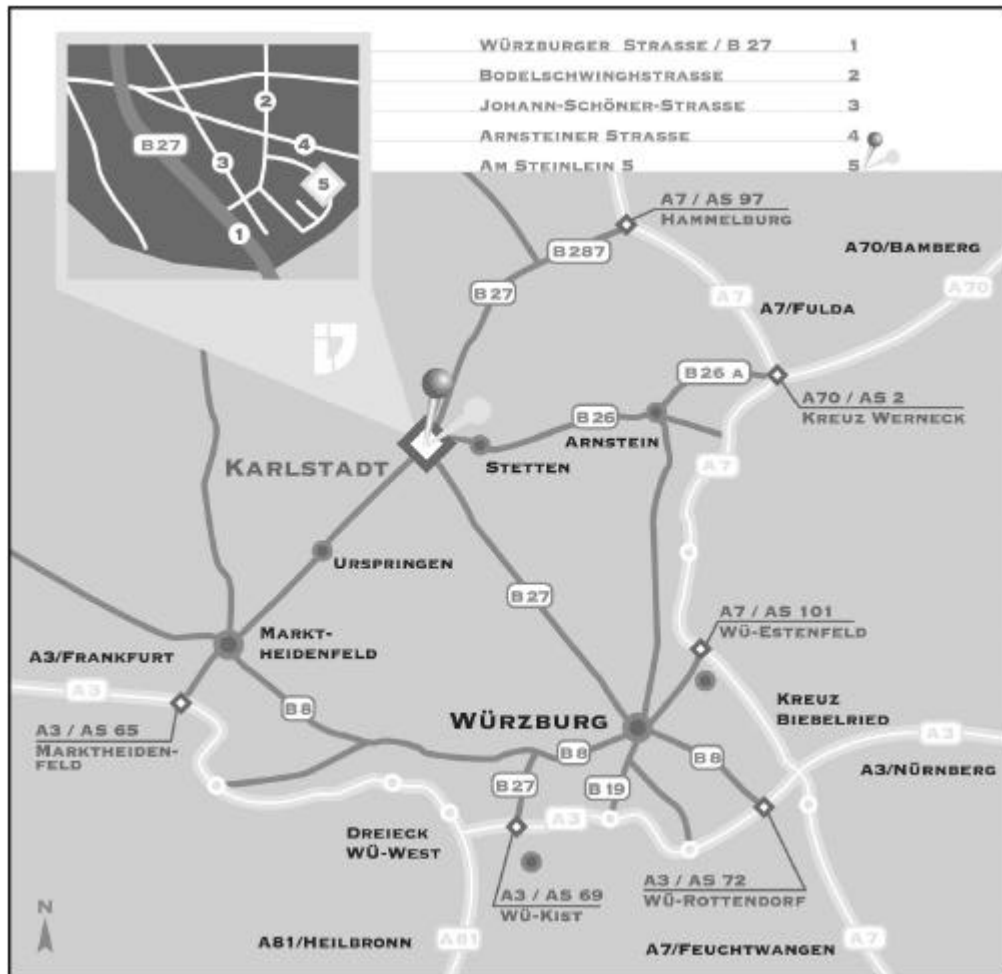 WÜRZBURGER STRASSE / B 27 1
BODELSCHWINGHSTRASSE 2
JOHANN-SCHÖNER-STRASSE 3
ARNSTEINER STRASSE 4
AM STEINLEIN 5 5
2
4
B27
3
5
1
A7 / AS 97
HAMMELBURG
B287
A70/BAMBERG
B27
A7
A70
A7/FULDA
B26 A
A70 / AS 2
KREUZ WERNECK
B26
ARNSTEIN
STETTEN
KARLSTADT
A7
URSPRINGEN
B27
A7 / AS 101
WÜ-ESTENFELD
MARKT-
HEIDENFELD
A3/FRANKFURT
A3
B8
WÜRZBURG
KREUZ
BIEBELRIED
A3 / AS 65
MARKTHEIDEN-
FELD
B8
B8
A3
A3/NÜRNBERG
B27
B19
A3
DREIECK
WÜ-WEST
A3 / AS 69
WÜ-KIST
A3 / AS 72
WÜ-ROTTENDORF
N
A81/HEILBRONN
A81
A7/FEUCHTWANGEN
A7